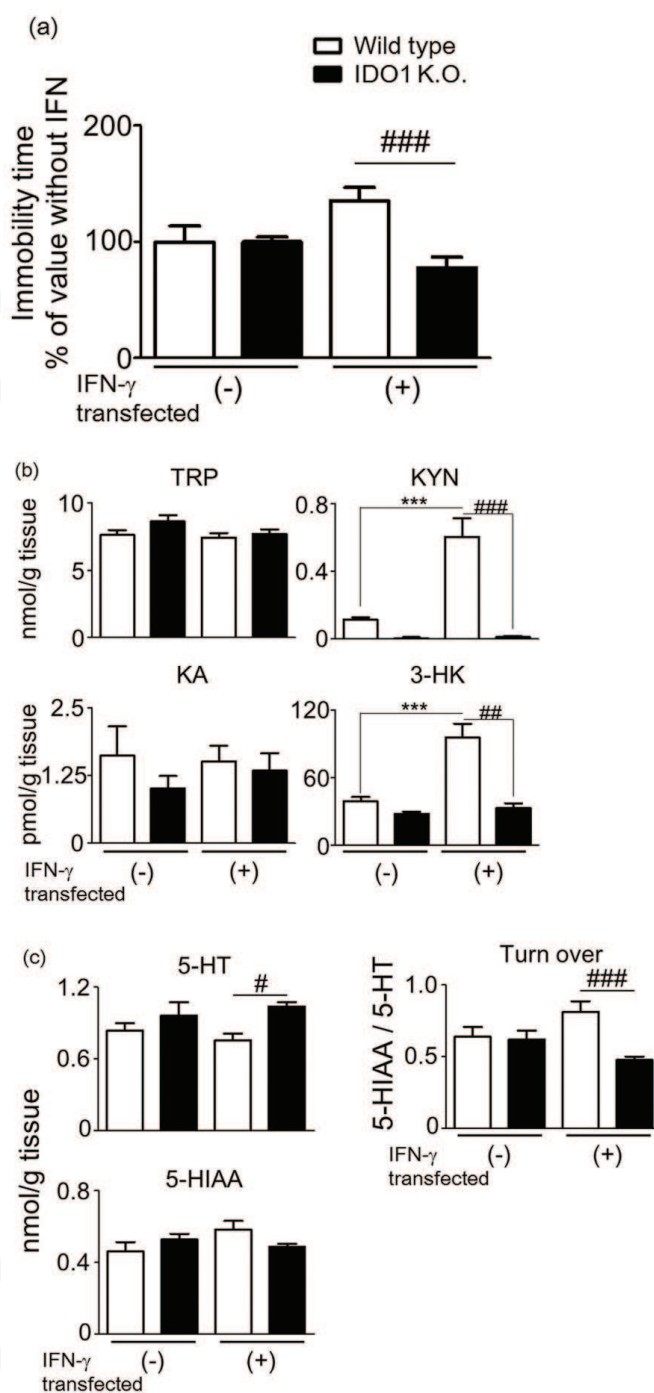 (a)
Wild type
IDO1 K.O.
Immobility time
% of value without IFN
200
100
0
###
IFN-γ
transfected
(-)
(+)
(b)
TRP
KYN
nmol/g tissue
10
5
0
0.8
0.4
0
***
###
KA
3-HK
pmol/g tissue
2.5
1.25
0
120
60
0
***
##
IFN-γ
transfected
(-)
(+)
(-)
(+)
(c)
5-HT
1.2
0.6
0
#
Turn over
5-HIAA / 5-HT
1.0
0.5
0
###
IFN-γ
transfected
(-)
(+)
nmol/g tissue
5-HIAA
0.8
0.4
0
IFN-γ
transfected
(-)
(+)